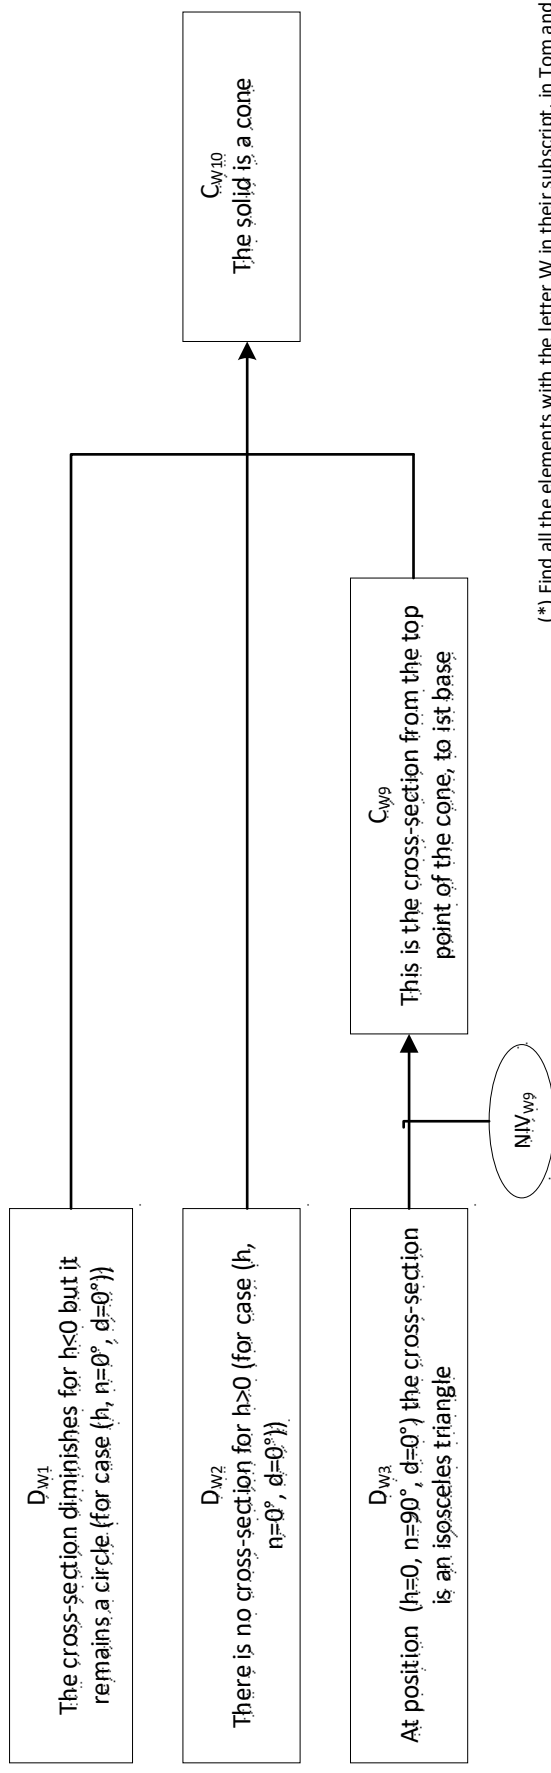 D_W1
The cross-section diminishes for h<0 but it
remains a circle (for case (h, n=0°, d=0°))
D_W2
There is no cross-section for h>0 (for case (h,
n=0°, d=0°))
D_W3
At position (h=0, n=90°, d=0°) the cross-section
is an isosceles triangle
NIV_W9
C_W9
This is the cross-section from the top
point of the cone, to ist base
C_W10
The solid is a cone
(*) Find all the elements with the letter W in their subscript, in Tom and